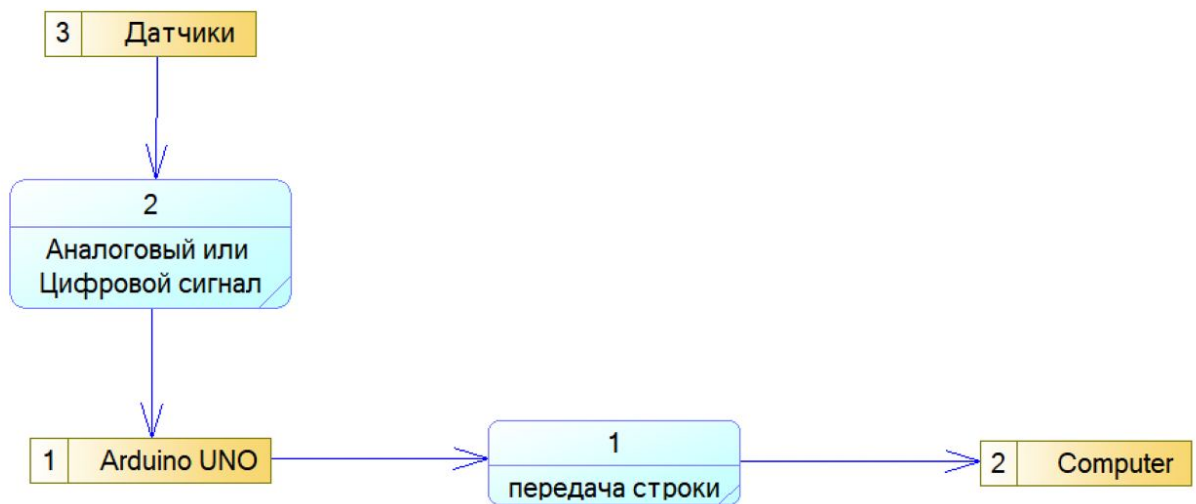 3 Датчики
2
Аналоговый или
Цифровой сигнал
1 Arduino UNO
1
передача строки
2 Computer